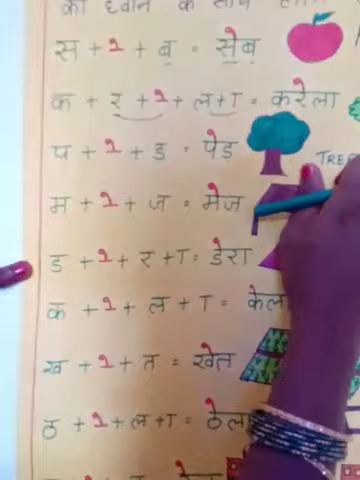 की ध्वनि के साथ
स + े + ब = सेब
क + र + े + ल + ा = करेला
प + े + ड = पेड
TREE
म + े + ज = मेज
ड + े + र + ा = डेरा
क + े + ल + ा = केला
ख + े + त = खेत
ठ + े + ल + ा = ठेला